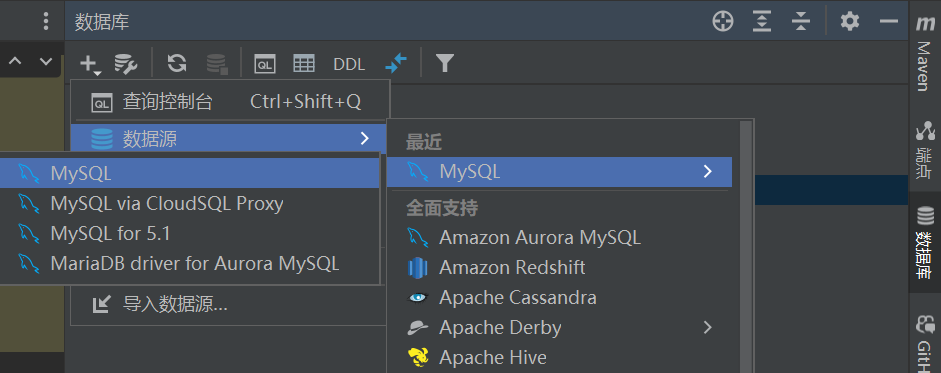 数据库
DDL
QL
QL 查询控制台 Ctrl+Shift+Q
数据源
导入数据源...
最近
MySQL
全面支持
Amazon Aurora MySQL
Amazon Redshift
Apache Cassandra
Apache Derby
Apache Hive
MySQL
MySQL via CloudSQL Proxy
MySQL for 5.1
MariaDB driver for Aurora MySQL
m
Maven
端点
数据库